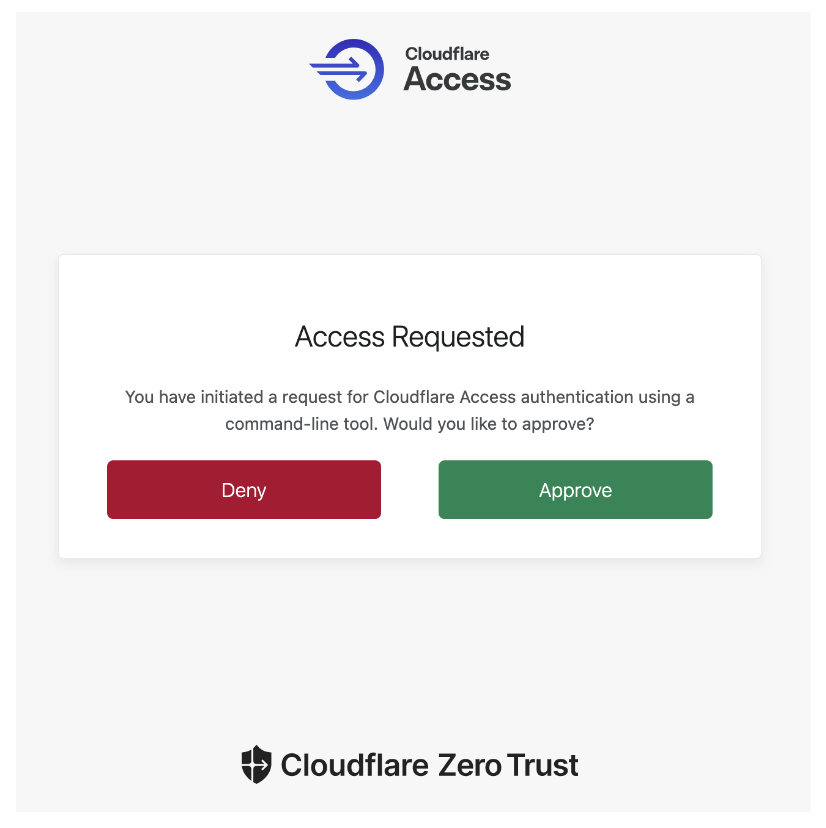 Cloudflare
Access
Access Requested
You have initiated a request for Cloudflare Access authentication using a
command-line tool. Would you like to approve?
Deny
Approve
Cloudflare Zero Trust